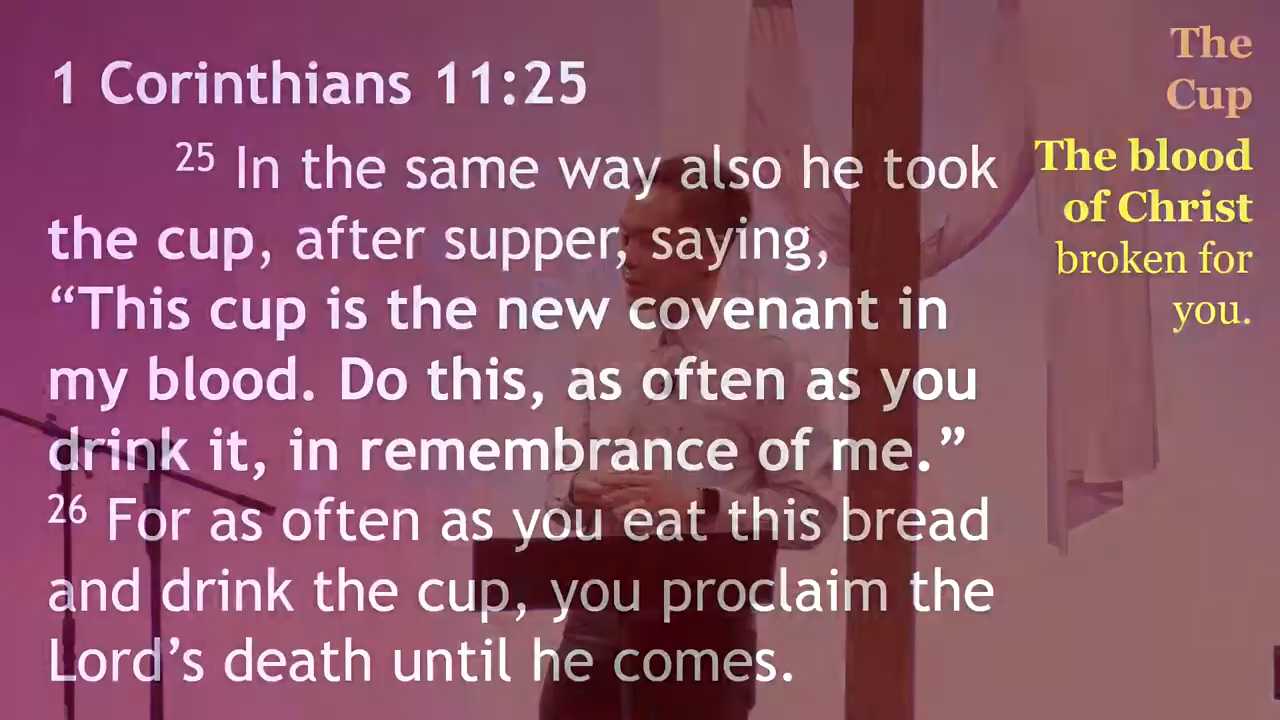 1 Corinthians 11:25
25 In the same way also he took
the cup, after supper, saying,
“This cup is the new covenant in
my blood. Do this, as often as you
drink it, in remembrance of me.”
26 For as often as you eat this bread
and drink the cup, you proclaim the
Lord’s death until he comes.
The
Cup
The blood
of Christ
broken for
you.